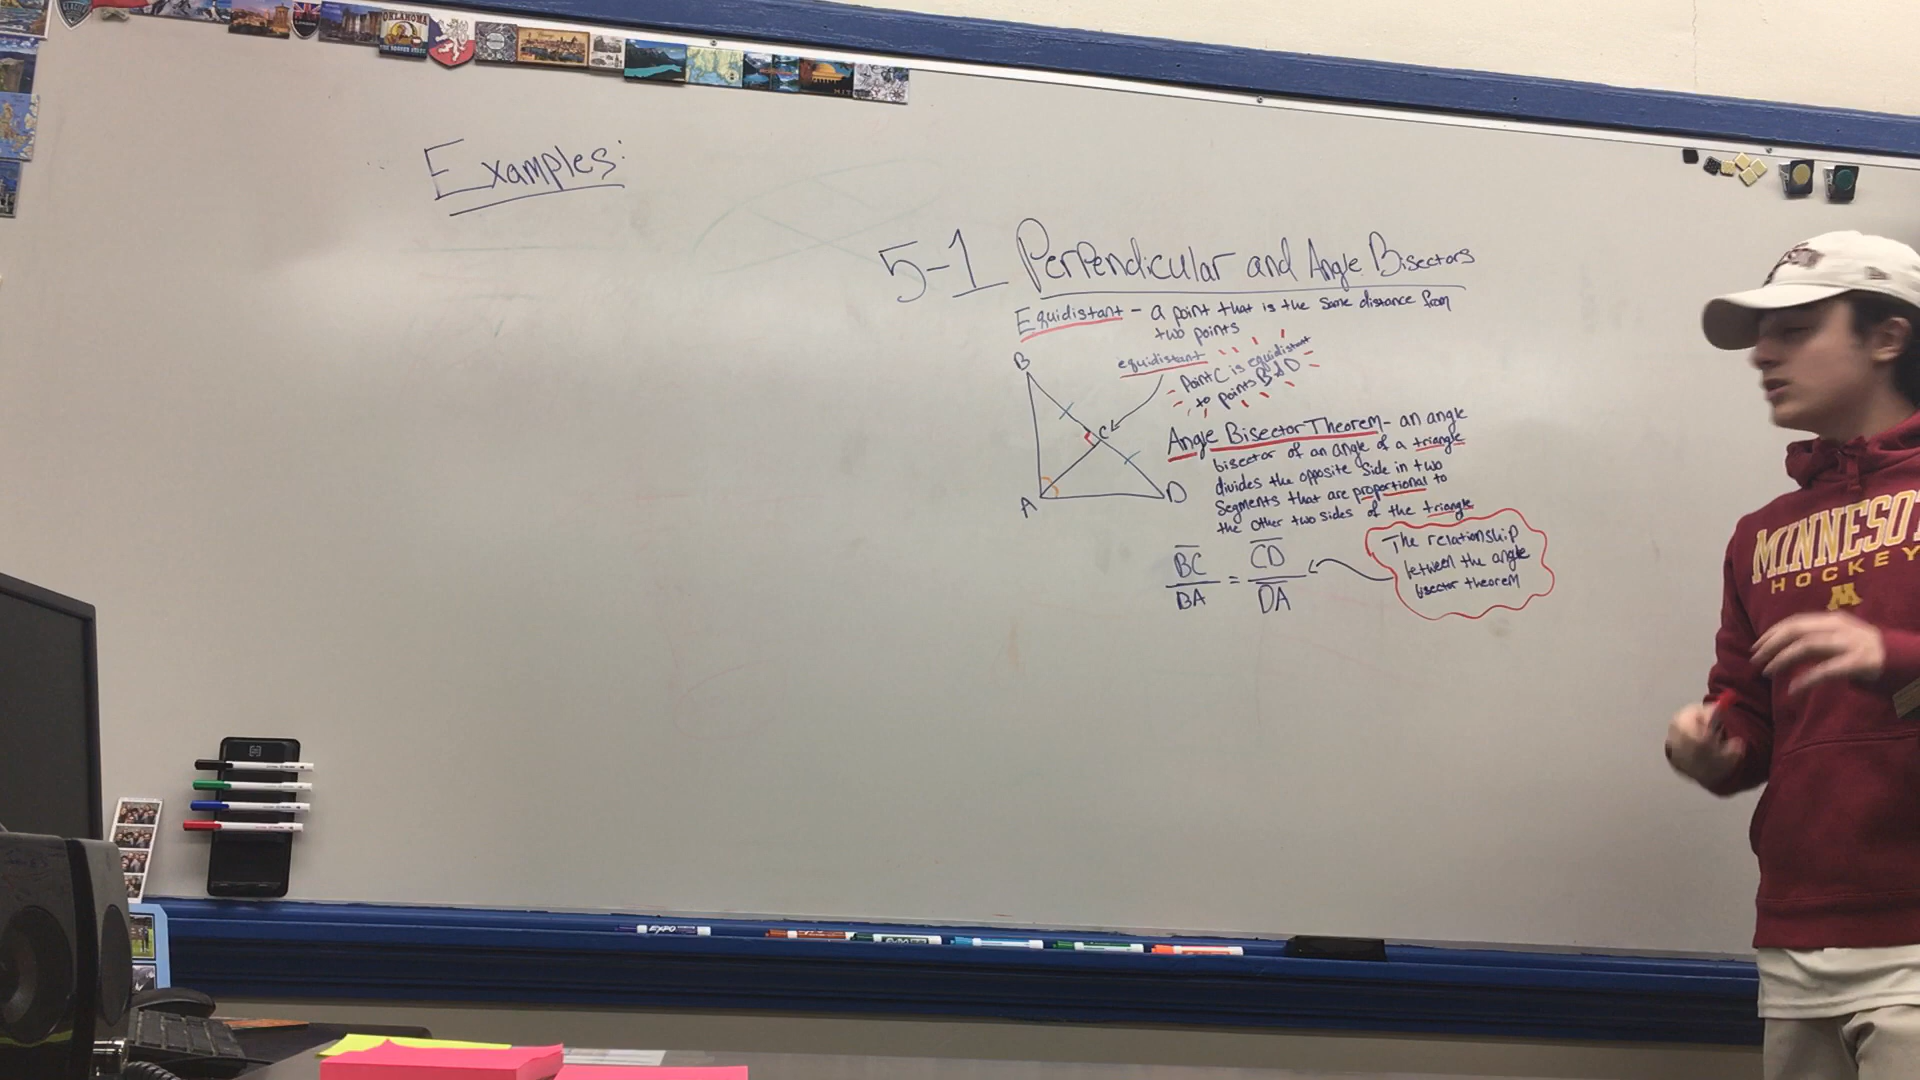 Examples:
5-1 Perpendicular and Angle Bisectors
Equidistant - a point that is the same distance from
two points
equidistant
Point C is equidistant
to points B & D
B
C
A
D
Angle Bisector Theorem - an angle
bisector of an angle of a triangle
divides the opposite side in two
segments that are proportional to
the other two sides of the triangle
BC = CD
BA DA
The relationship
between the angle
bisector theorem
MINNESO
HOCKEY
M
OKLAHOMA
EXPO